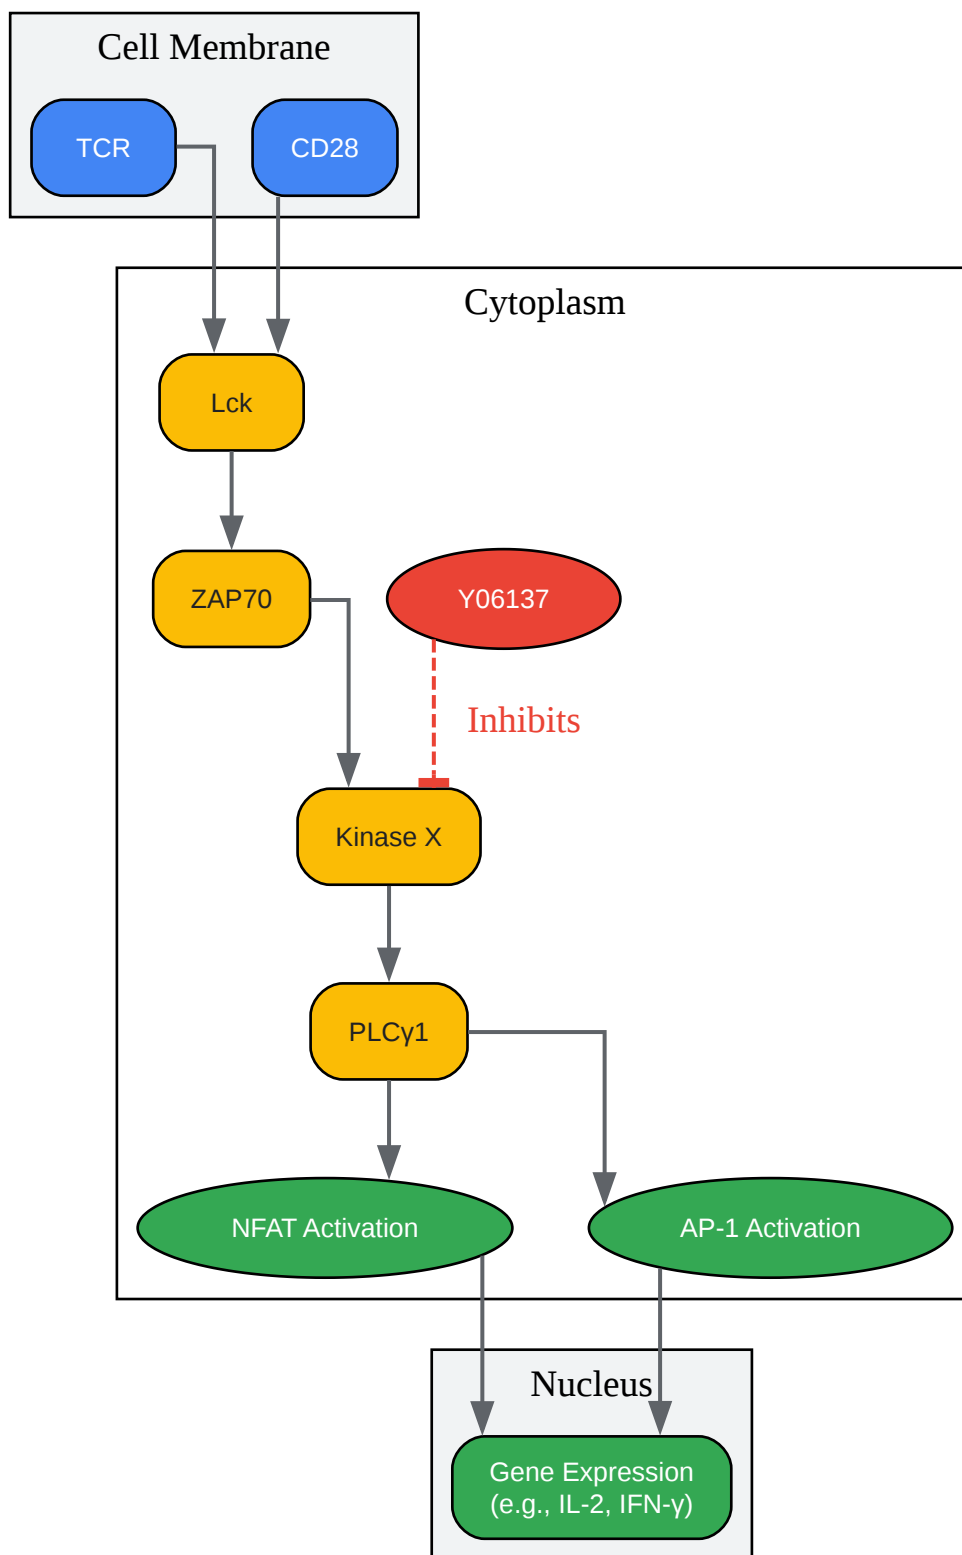 Cell Membrane
TCR
CD28
Cytoplasm
Lck
ZAP70
Y06137
Inhibits
Kinase X
PLCγ1
NFAT Activation
AP-1 Activation
Nucleus
Gene Expression
(e.g., IL-2, IFN-γ)